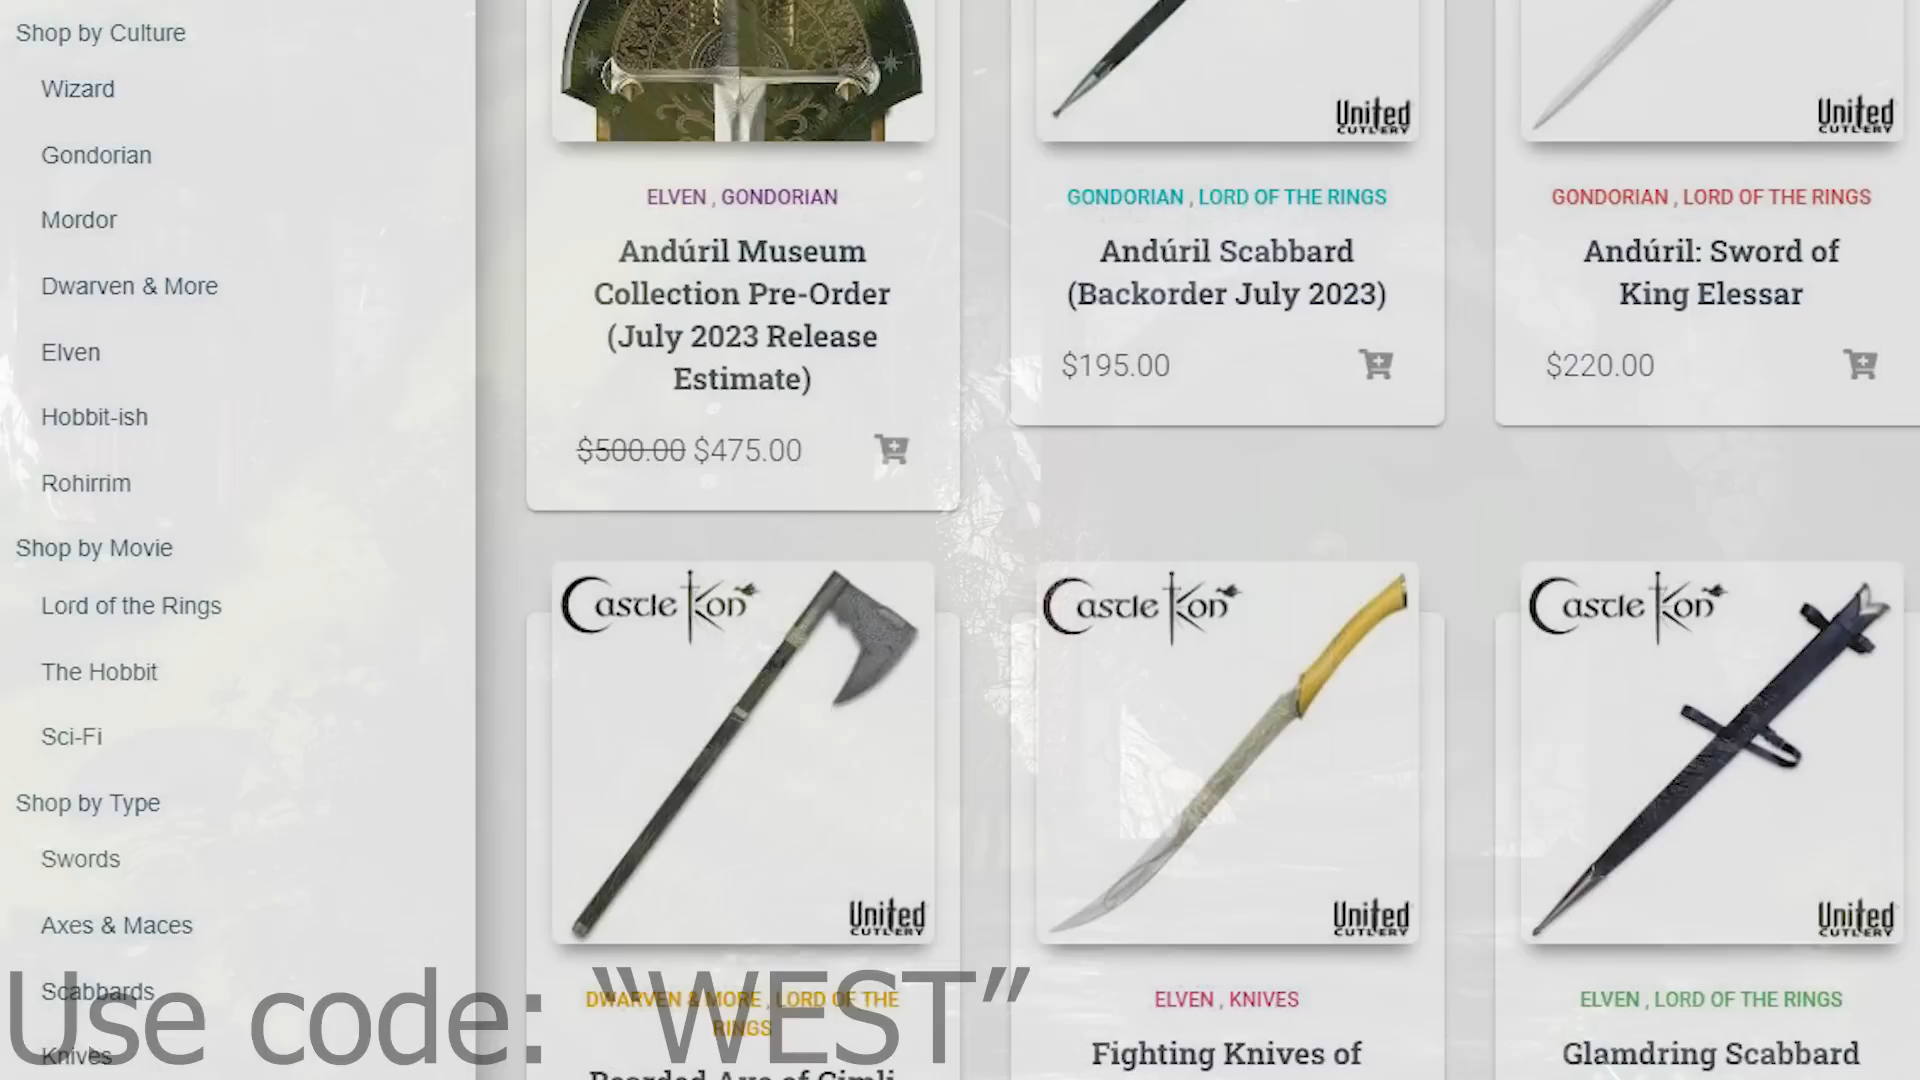 Shop by Culture
Wizard
Gondorian
Mordor
Dwarven & More
Elven
Hobbit-ish
Rohirrim
Shop by Movie
Lord of the Rings
The Hobbit
Sci-Fi
Shop by Type
Swords
Axes & Maces
Scabbards
Knives
ELVEN , GONDORIAN
Andúril Museum
Collection Pre-Order
(July 2023 Release
Estimate)
$500.00 $475.00
United
CUTLERY
GONDORIAN , LORD OF THE RINGS
Andúril Scabbard
(Backorder July 2023)
$195.00
United
CUTLERY
GONDORIAN , LORD OF THE RINGS
Andúril: Sword of
King Elessar
$220.00
Castle Kon
United
CUTLERY
DWARVEN & MORE , LORD OF THE
RINGS
Bearded Axe of Gimli
Castle Kon
United
CUTLERY
ELVEN , KNIVES
Fighting Knives of
Castle Kon
United
CUTLERY
ELVEN , LORD OF THE RINGS
Glamdring Scabbard
Use code: “WEST”